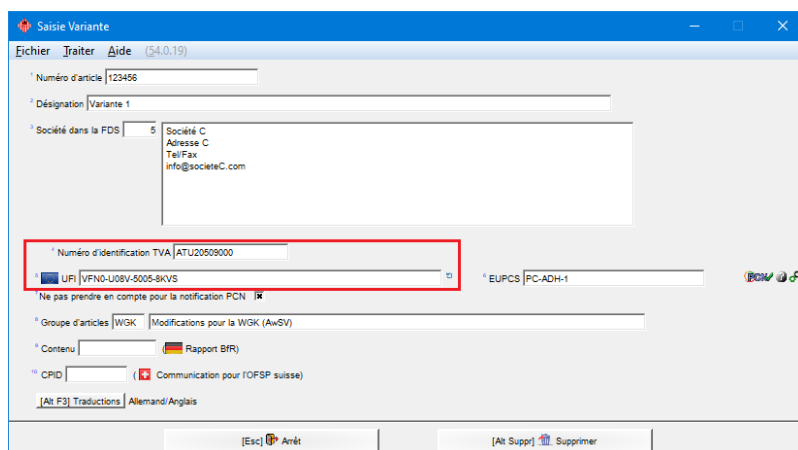 Saisie Variante
Fichier Traiter Aide (54.0.19)
1 Numéro d'article 123456
2 Désignation Variante 1
3 Société dans la FDS 5 Société C
Adresse C
Tel/Fax
info@societeC.com
4 Numéro d'identification TVA ATU20509000
5 UFI VFN0-U08V-5005-8KVS 6 EUPCS PC-ADH-1 PCN
7 Ne pas prendre en compte pour la notification PCN
8 Groupe d'articles WGK Modifications pour la WGK (AwSV)
9 Contenu ( Rapport BfR)
10 CPID ( Communication pour l'OFSP suisse)
[Alt F3] Traductions Allemand/Anglais
[Esc] Arrêt [Alt Suppr] Supprimer